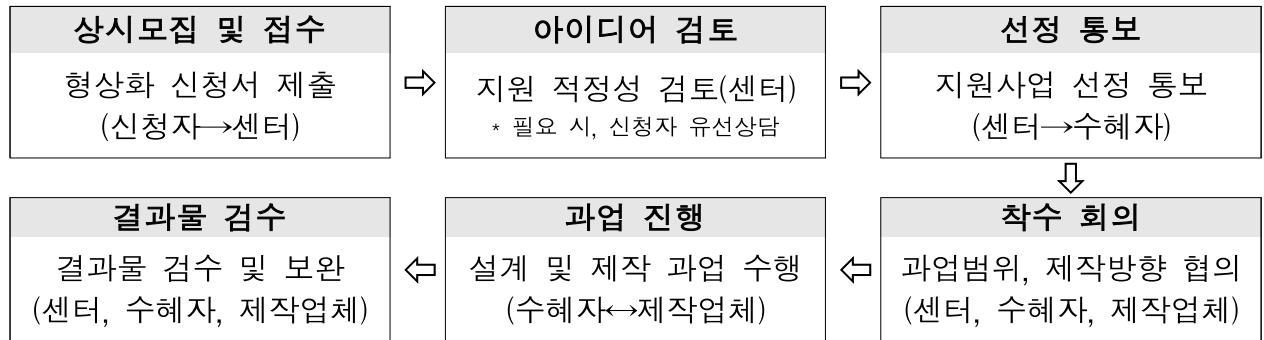 상시모집 및 접수
형상화 신청서 제출
(신청자→센터)
아이디어 검토
지원 적정성 검토(센터)
* 필요 시, 신청자 유선상담
선정 통보
지원사업 선정 통보
(센터→수혜자)
착수 회의
과업범위, 제작방향 협의
(센터, 수혜자, 제작업체)
과업 진행
설계 및 제작 과업 수행
(수혜자↔제작업체)
결과물 검수
결과물 검수 및 보완
(센터, 수혜자, 제작업체)